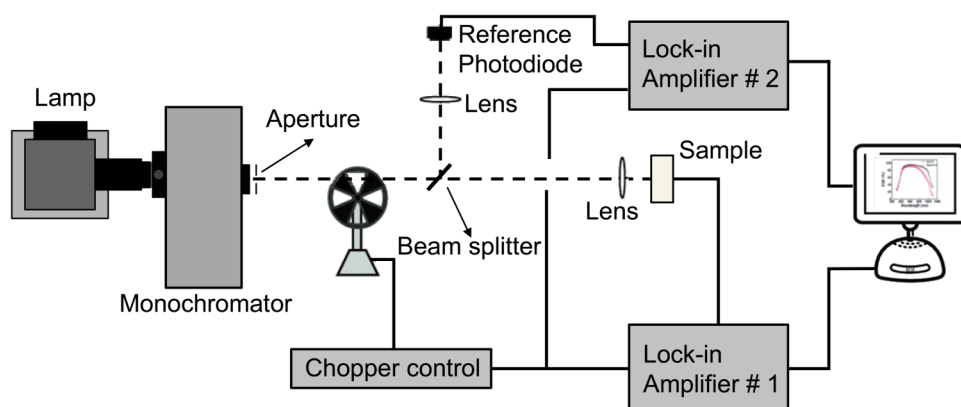 Lamp
Aperture
Reference
Photodiode
Lens
Lock-in
Amplifier # 2
Sample
Lens
Beam splitter
Monochromator
Chopper control
Lock-in
Amplifier # 1